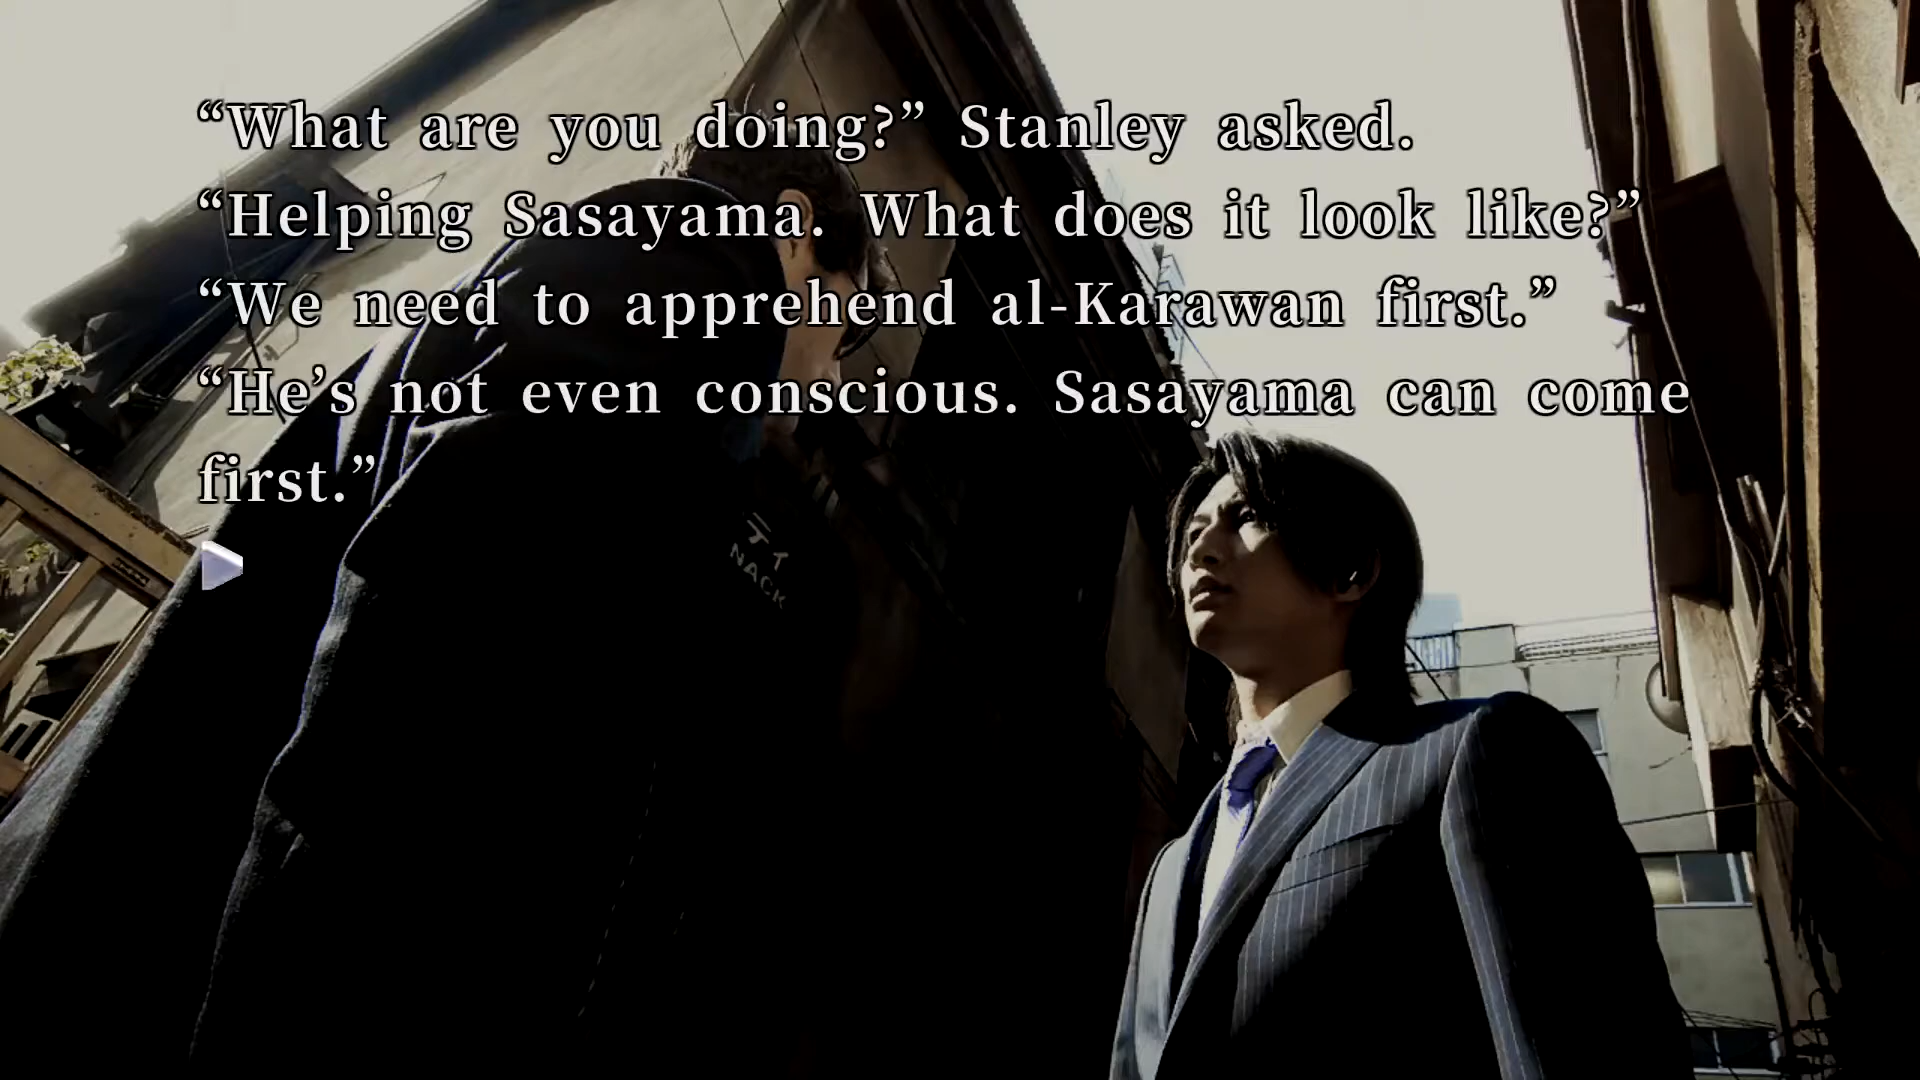 “What are you doing?” Stanley asked.
“Helping Sasayama. What does it look like?”
“We need to apprehend al-Karawan first.”
“He’s not even conscious. Sasayama can come
first.”
NACK